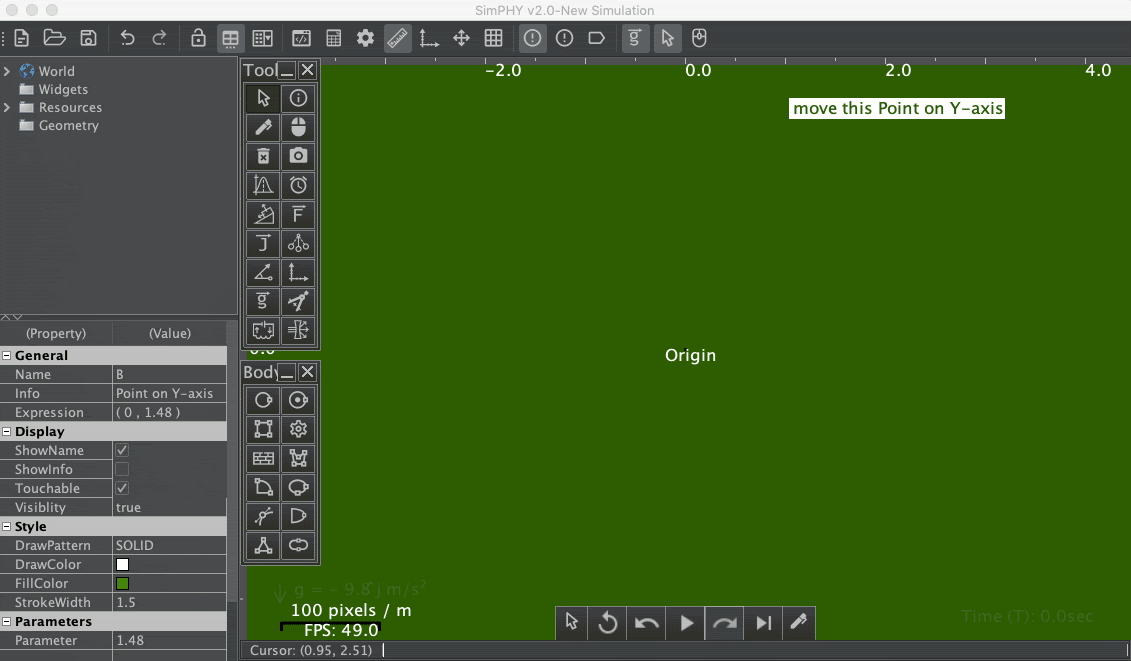 SimPHY v2.0-New Simulation
World
Widgets
Resources
Geometry
Tool
-2.0 0.0 2.0 4.0
move this Point on Y-axis
Origin
0.0
Body
(Property) (Value)
General
Name B
Info Point on Y-axis
Expression ( 0 , 1.48 )
Display
ShowName
ShowInfo
Touchable
Visiblity true
Style
DrawPattern SOLID
DrawColor
FillColor
StrokeWidth 1.5
Parameters
Parameter 1.48
g = - 9.8 ĵ m/s²
100 pixels / m
FPS: 49.0
Time (T): 0.0sec
Cursor: (0.95, 2.51)